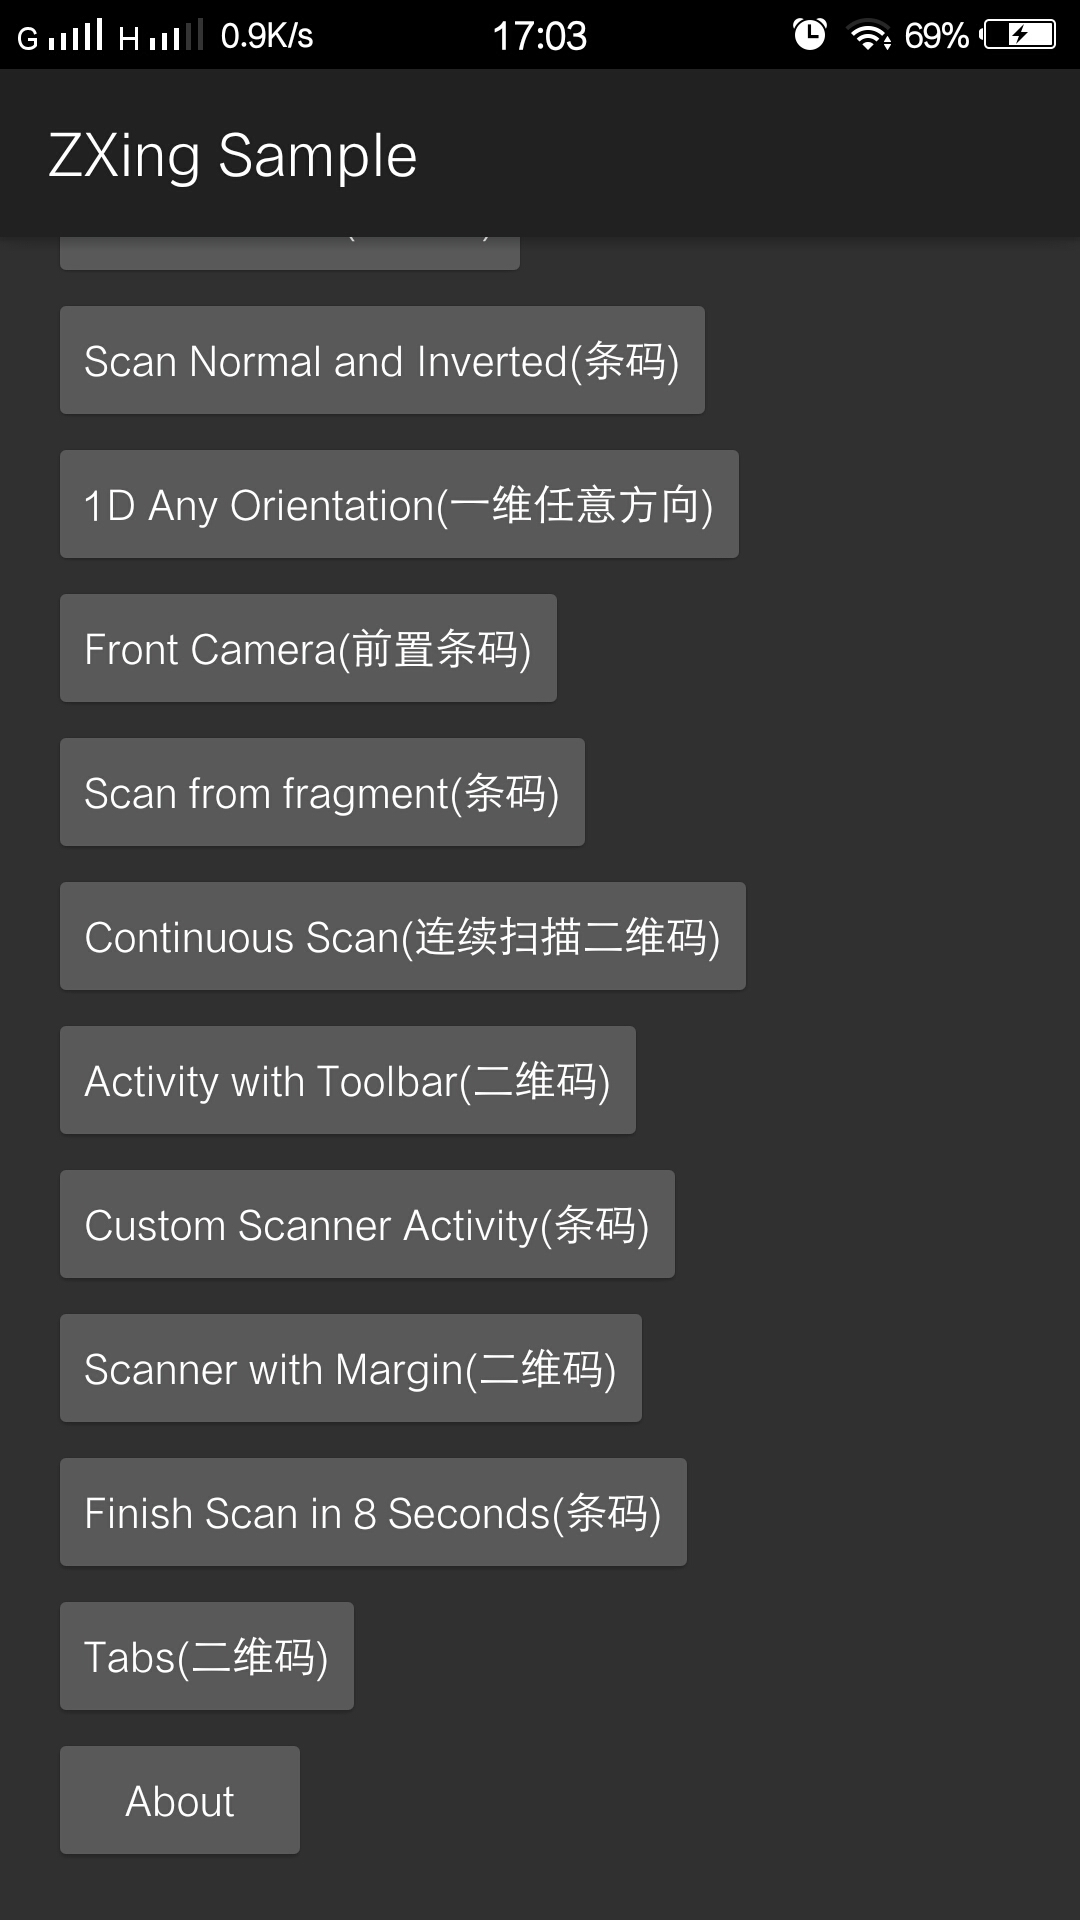 G H 0.9K/s 17:03 69%
ZXing Sample
Scan Normal and Inverted(条码)
1D Any Orientation(一维任意方向)
Front Camera(前置条码)
Scan from fragment(条码)
Continuous Scan(连续扫描二维码)
Activity with Toolbar(二维码)
Custom Scanner Activity(条码)
Scanner with Margin(二维码)
Finish Scan in 8 Seconds(条码)
Tabs(二维码)
About